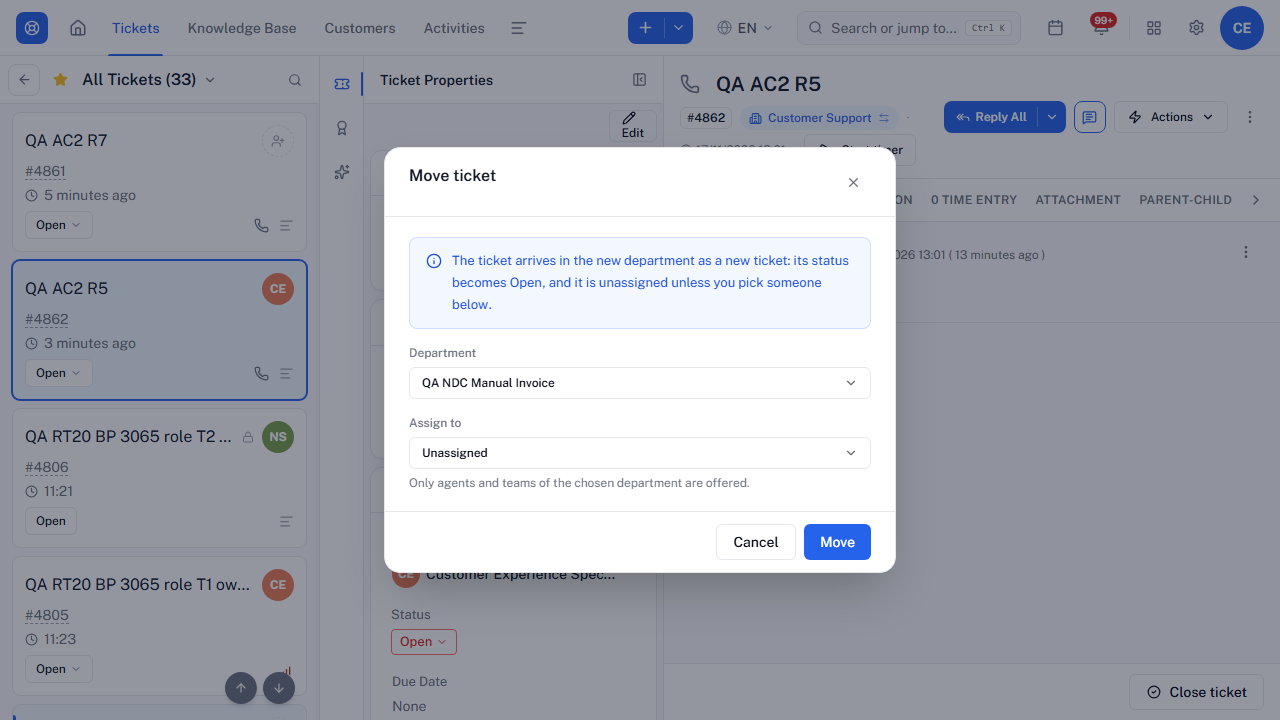 Tickets
Knowledge Base
Customers
Activities
EN
Search or jump to...
Ctrl K
99+
CE
All Tickets (33)
Ticket Properties
QA AC2 R5
QA AC2 R7
#4861
5 minutes ago
Open
QA AC2 R5
CE
#4862
3 minutes ago
Open
QA RT20 BP 3065 role T2 ...
NS
#4806
11:21
Open
QA RT20 BP 3065 role T1 ow...
CE
#4805
11:23
Open
Edit
#4862
Customer Support
Reply All
Actions
0 TIME ENTRY
ATTACHMENT
PARENT-CHILD
13:01 ( 13 minutes ago )
Move ticket
The ticket arrives in the new department as a new ticket: its status
becomes Open, and it is unassigned unless you pick someone
below.
Department
QA NDC Manual Invoice
Assign to
Unassigned
Only agents and teams of the chosen department are offered.
Cancel
Move
CE
Customer Experience Spec...
Status
Open
Due Date
None
Close ticket